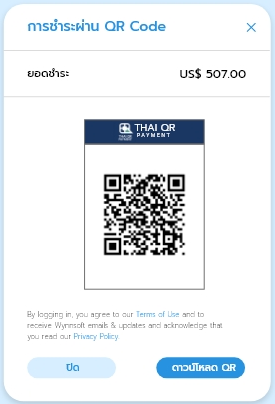 การชำระผ่าน QR Code
ยอดชำระ
US$ 507.00
THAI QR
PAYMENT
By logging in, you agree to our Terms of Use and to
receive Wynnsoft emails & updates and acknowledge that
you read our Privacy Policy.
ปิด
ดาวน์โหลด QR